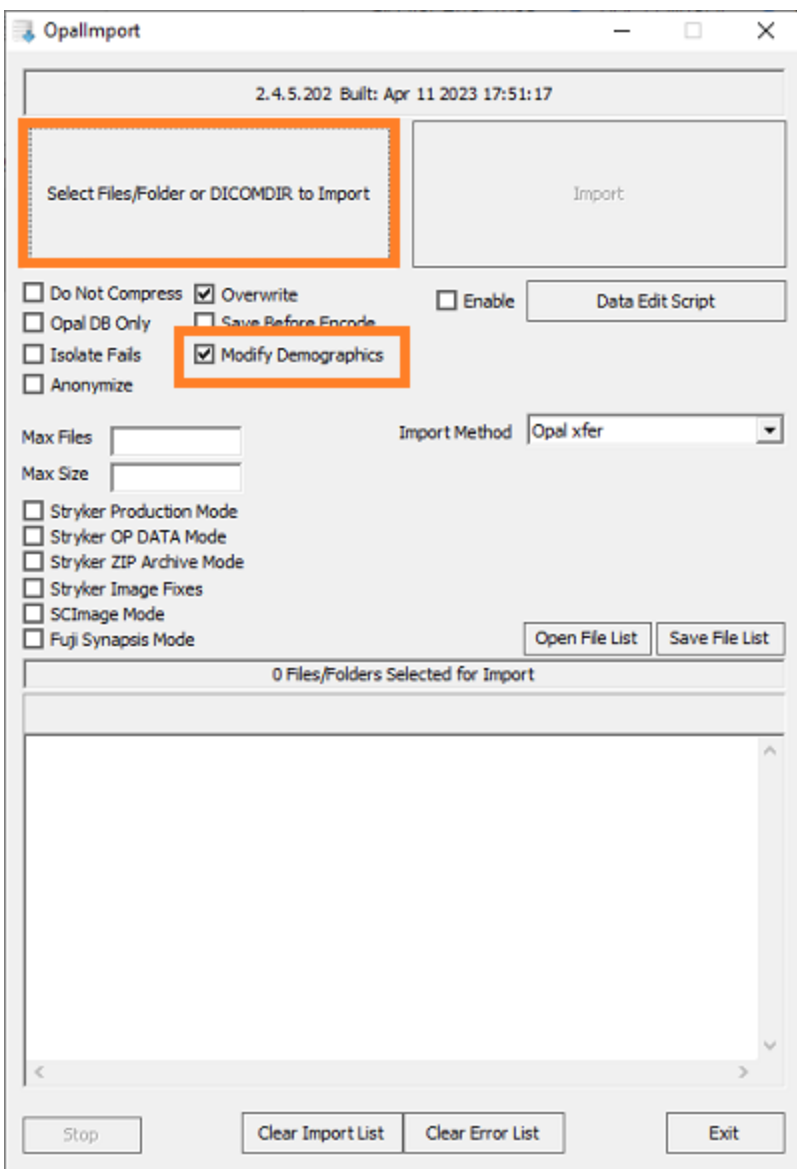 OpalImport
2.4.5.202 Built: Apr 11 2023 17:51:17
Select Files/Folder or DICOMDIR to Import
Import
Do Not Compress
Overwrite
Enable
Data Edit Script
Opal DB Only
Save Before Encode
Isolate Fails
Modify Demographics
Anonymize
Max Files
Import Method
Opal xfer
Max Size
Stryker Production Mode
Stryker OP DATA Mode
Stryker ZIP Archive Mode
Stryker Image Fixes
SCImage Mode
Fuji Synapsis Mode
Open File List
Save File List
0 Files/Folders Selected for Import
Stop
Clear Import List
Clear Error List
Exit